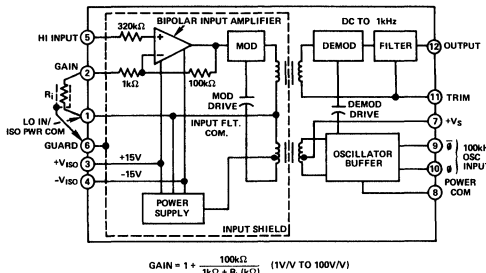 BIPOLAR INPUT AMPLIFIER
DC TO 1kHz
HI INPUT 5
320kΩ
MOD
DEMOD
FILTER
12 OUTPUT
GAIN 2
1kΩ
100kΩ
Ri
MOD DRIVE
DEMOD DRIVE
11 TRIM
LO IN/ ISO PWR COM
1
INPUT FLT. COM.
7 +VS
GUARD 6
+VISO 3
+15V
-VISO 4
-15V
OSCILLATOR BUFFER
9 ø̅
10 ø
100kHz OSC INPUT
POWER SUPPLY
8 POWER COM
INPUT SHIELD
GAIN = 1 + 100kΩ / 1kΩ + Ri (kΩ) (1V/V TO 100V/V)